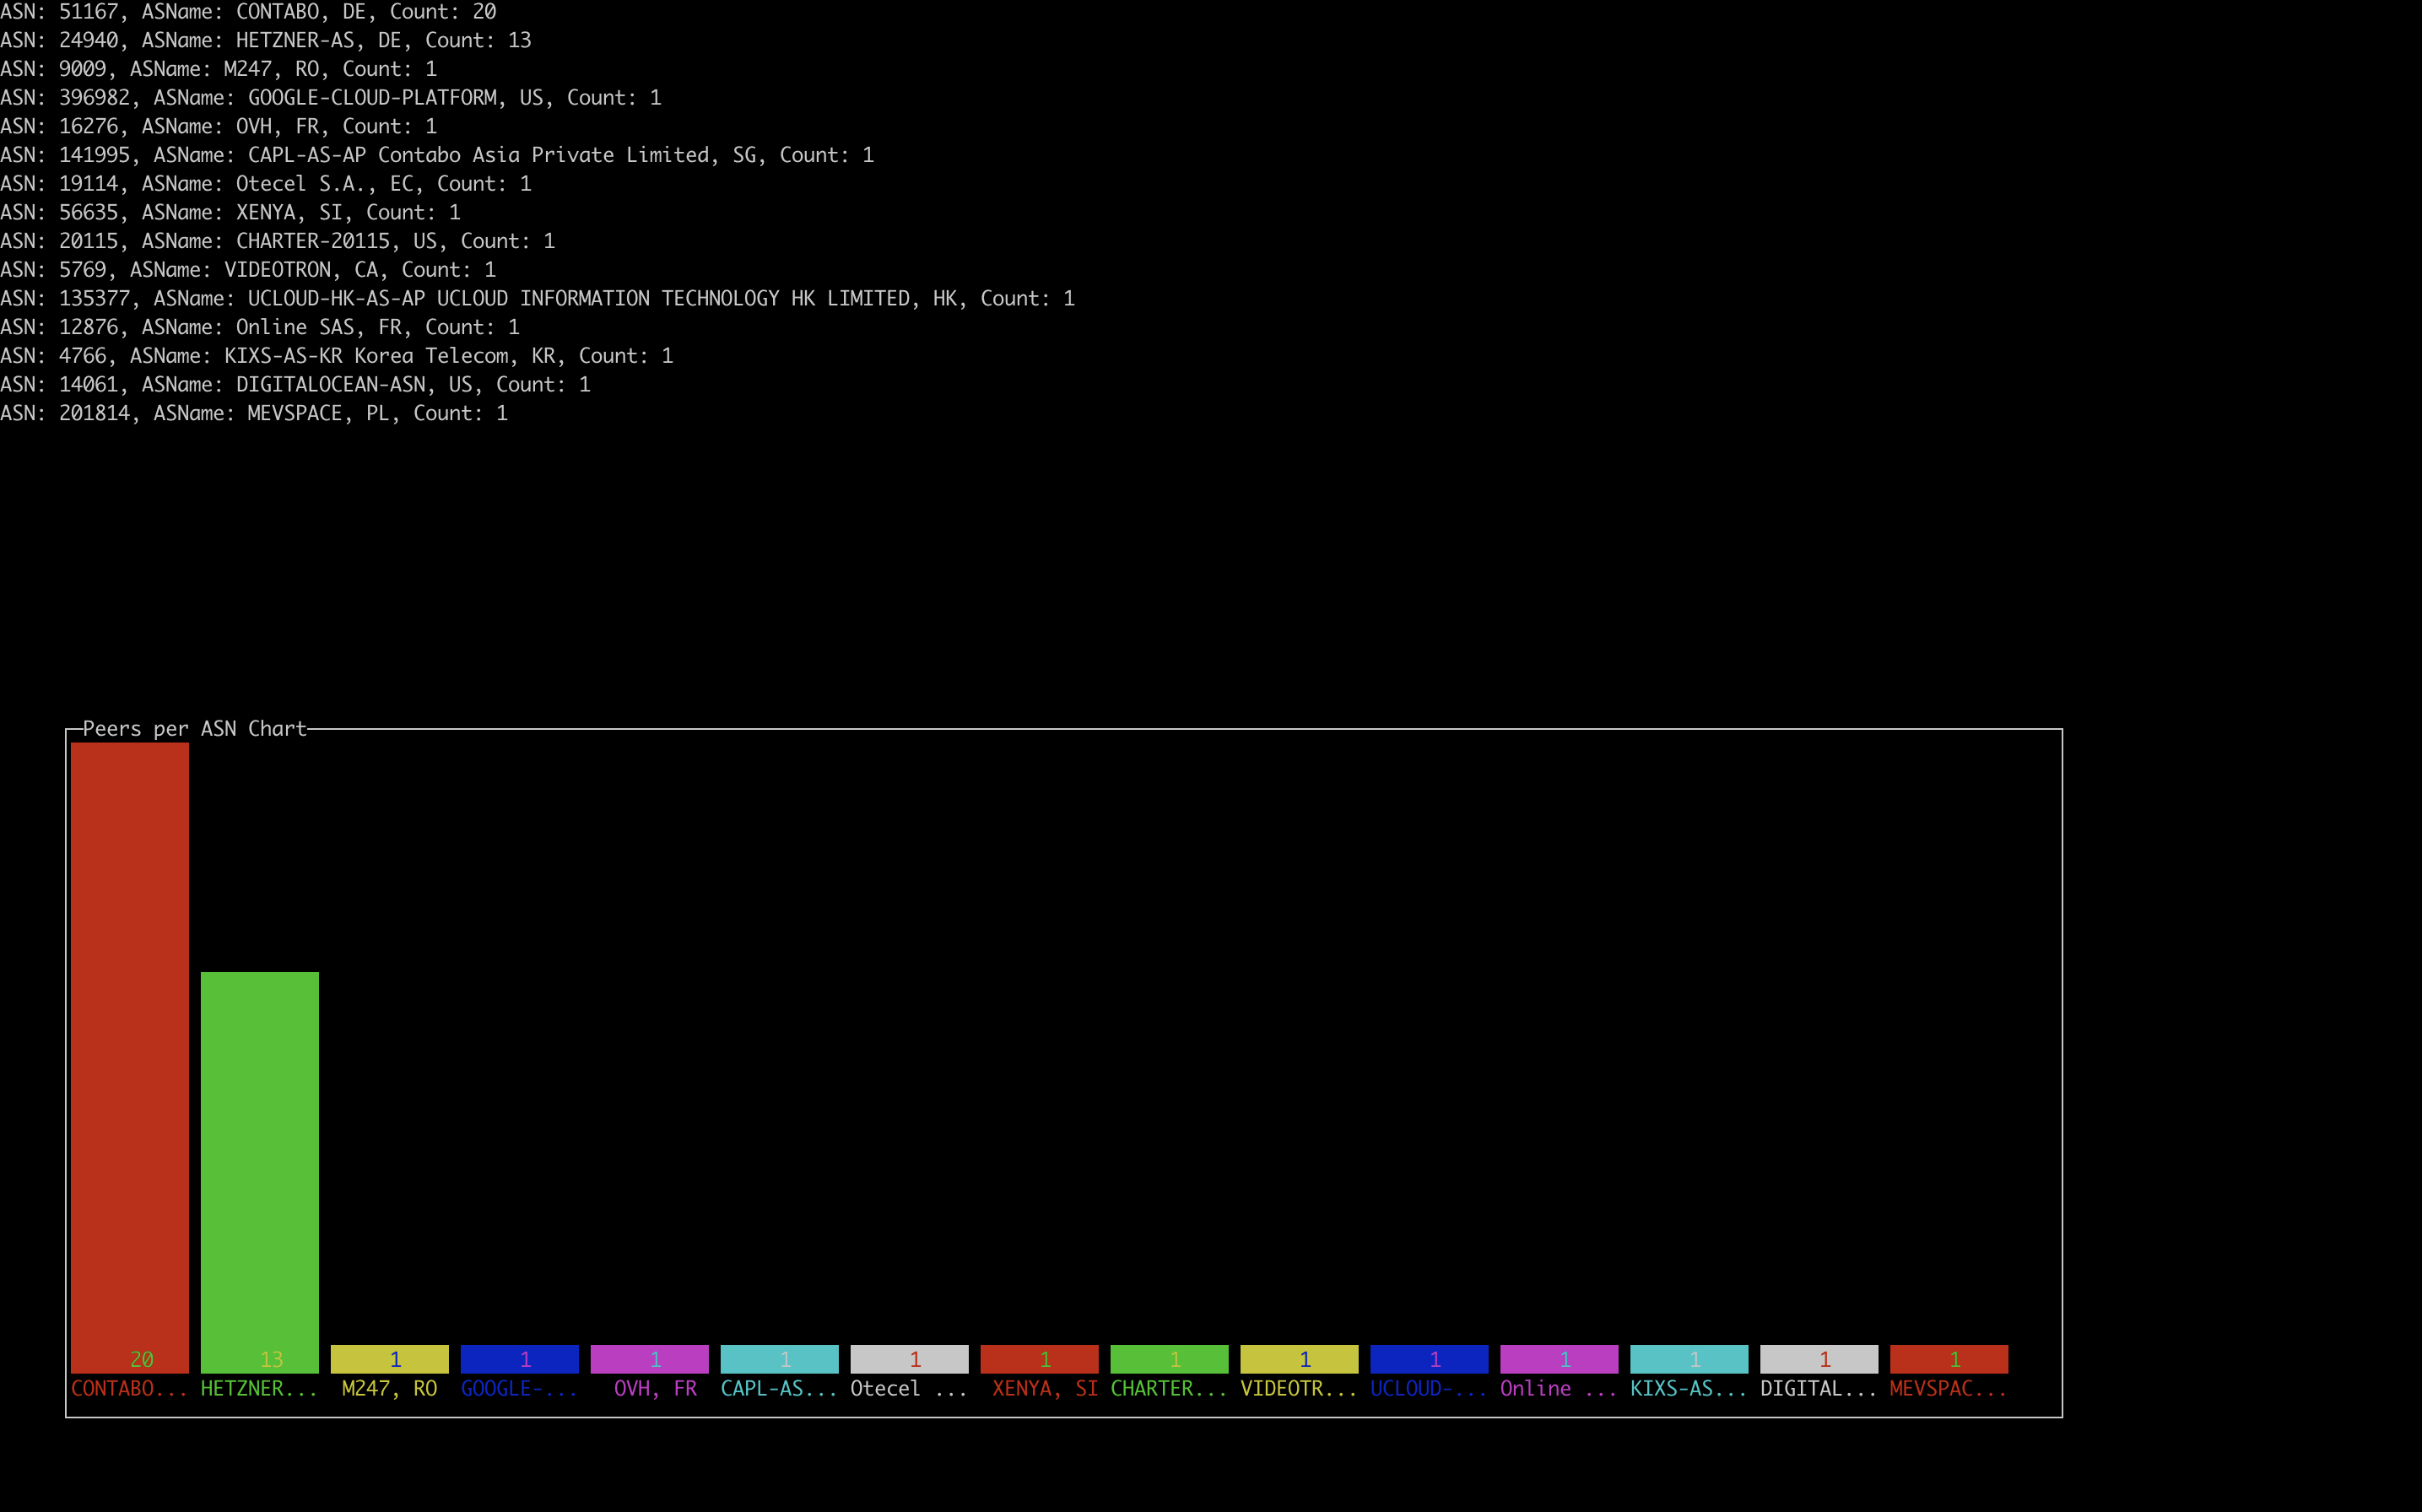 ASN: 51167, ASName: CONTABO, DE, Count: 20
ASN: 24940, ASName: HETZNER-AS, DE, Count: 13
ASN: 9009, ASName: M247, RO, Count: 1
ASN: 396982, ASName: GOOGLE-CLOUD-PLATFORM, US, Count: 1
ASN: 16276, ASName: OVH, FR, Count: 1
ASN: 141995, ASName: CAPL-AS-AP Contabo Asia Private Limited, SG, Count: 1
ASN: 19114, ASName: Otecel S.A., EC, Count: 1
ASN: 56635, ASName: XENYA, SI, Count: 1
ASN: 20115, ASName: CHARTER-20115, US, Count: 1
ASN: 5769, ASName: VIDEOTRON, CA, Count: 1
ASN: 135377, ASName: UCLOUD-HK-AS-AP UCLOUD INFORMATION TECHNOLOGY HK LIMITED, HK, Count: 1
ASN: 12876, ASName: Online SAS, FR, Count: 1
ASN: 4766, ASName: KIXS-AS-KR Korea Telecom, KR, Count: 1
ASN: 14061, ASName: DIGITALOCEAN-ASN, US, Count: 1
ASN: 201814, ASName: MEVSPACE, PL, Count: 1
Peers per ASN Chart
20 13 1 1 1 1 1 1 1 1 1 1 1 1 1
CONTABO... HETZNER... M247, RO GOOGLE-... OVH, FR CAPL-AS... Otecel ... XENYA, SI CHARTER... VIDEOTR... UCLOUD-... Online ... KIXS-AS... DIGITAL... MEVSPAC...